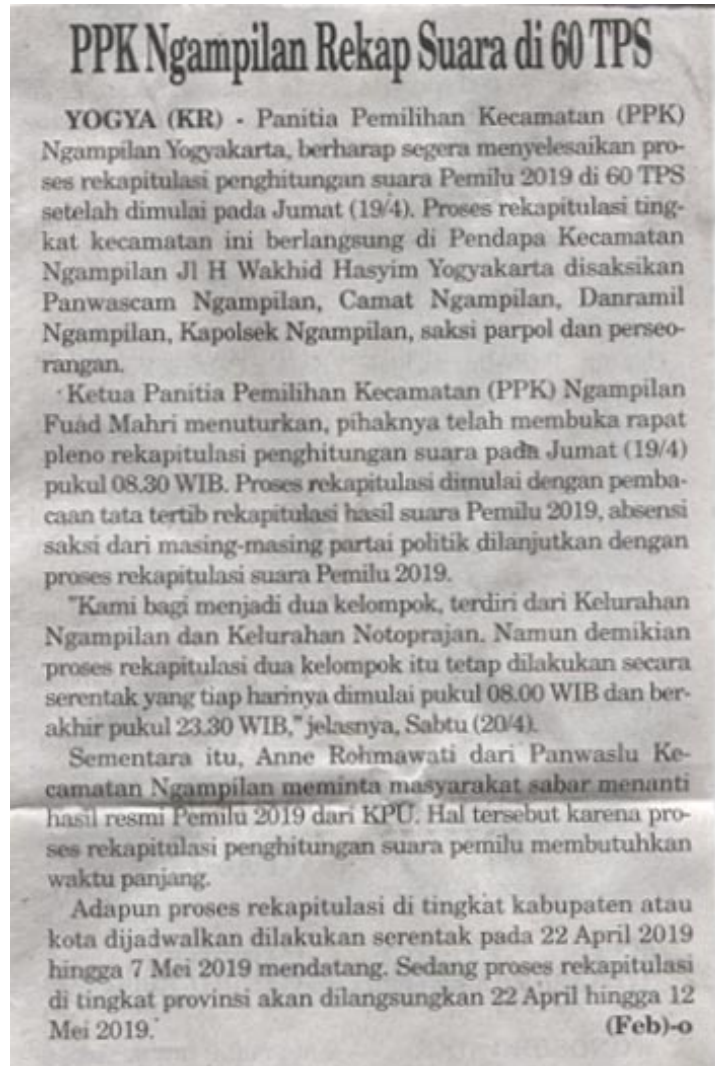 PPK Ngampilan Rekap Suara di 60 TPS
YOGYA (KR) - Panitia Pemilihan Kecamatan (PPK)
Ngampilan Yogyakarta, berharap segera menyelesaikan pro-
ses rekapitulasi penghitungan suara Pemilu 2019 di 60 TPS
setelah dimulai pada Jumat (19/4). Proses rekapitulasi ting-
kat kecamatan ini berlangsung di Pendapa Kecamatan
Ngampilan Jl H Wakhid Hasyim Yogyakarta disaksikan
Panwascam Ngampilan, Camat Ngampilan, Danramil
Ngampilan, Kapolsek Ngampilan, saksi parpol dan perseo-
rangan.
Ketua Panitia Pemilihan Kecamatan (PPK) Ngampilan
Fuad Mahri menuturkan, pihaknya telah membuka rapat
pleno rekapitulasi penghitungan suara pada Jumat (19/4)
pukul 08.30 WIB. Proses rekapitulasi dimulai dengan pemba-
caan tata tertib rekapitulasi hasil suara Pemilu 2019, absensi
saksi dari masing-masing partai politik dilanjutkan dengan
proses rekapitulasi suara Pemilu 2019.
"Kami bagi menjadi dua kelompok, terdiri dari Kelurahan
Ngampilan dan Kelurahan Notoprajan. Namun demikian
proses rekapitulasi dua kelompok itu tetap dilakukan secara
serentak yang tiap harinya dimulai pukul 08.00 WIB dan ber-
akhir pukul 23.30 WIB," jelasnya, Sabtu (20/4).
Sementara itu, Anne Rohmawati dari Panwaslu Ke-
camatan Ngampilan meminta masyarakat sabar menanti
hasil resmi Pemilu 2019 dari KPU. Hal tersebut karena pro-
ses rekapitulasi penghitungan suara pemilu membutuhkan
waktu panjang.
Adapun proses rekapitulasi di tingkat kabupaten atau
kota dijadwalkan dilakukan serentak pada 22 April 2019
hingga 7 Mei 2019 mendatang. Sedang proses rekapitulasi
di tingkat provinsi akan dilangsungkan 22 April hingga 12
Mei 2019. (Feb)-o